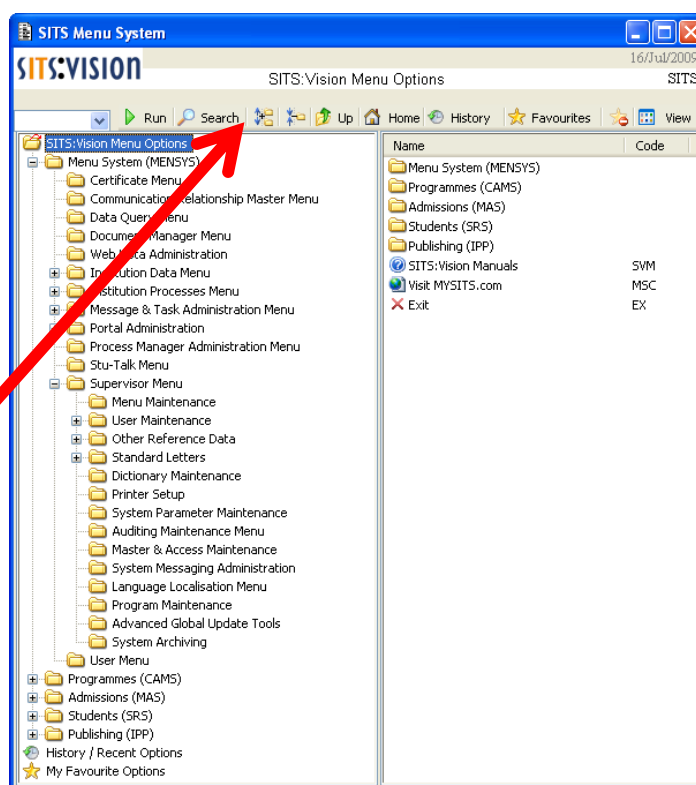 SITS Menu System
SITS:VISION
16/Jul/2009
SITS:Vision Menu Options
SITS
Run Search Up Home History Favourites View
SITS:Vision Menu Options
Menu System (MENSYS)
Certificate Menu
Communication Relationship Master Menu
Data Query Menu
Document Manager Menu
Web Data Administration
Institution Data Menu
Institution Processes Menu
Message & Task Administration Menu
Portal Administration
Process Manager Administration Menu
Stu-Talk Menu
Supervisor Menu
Menu Maintenance
User Maintenance
Other Reference Data
Standard Letters
Dictionary Maintenance
Printer Setup
System Parameter Maintenance
Auditing Maintenance Menu
Master & Access Maintenance
System Messaging Administration
Language Localisation Menu
Program Maintenance
Advanced Global Update Tools
System Archiving
User Menu
Programmes (CAMS)
Admissions (MAS)
Students (SRS)
Publishing (IPP)
History / Recent Options
My Favourite Options
Name Code
Menu System (MENSYS)
Programmes (CAMS)
Admissions (MAS)
Students (SRS)
Publishing (IPP)
SITS:Vision Manuals SVM
Visit MYSITS.com MSC
Exit EX